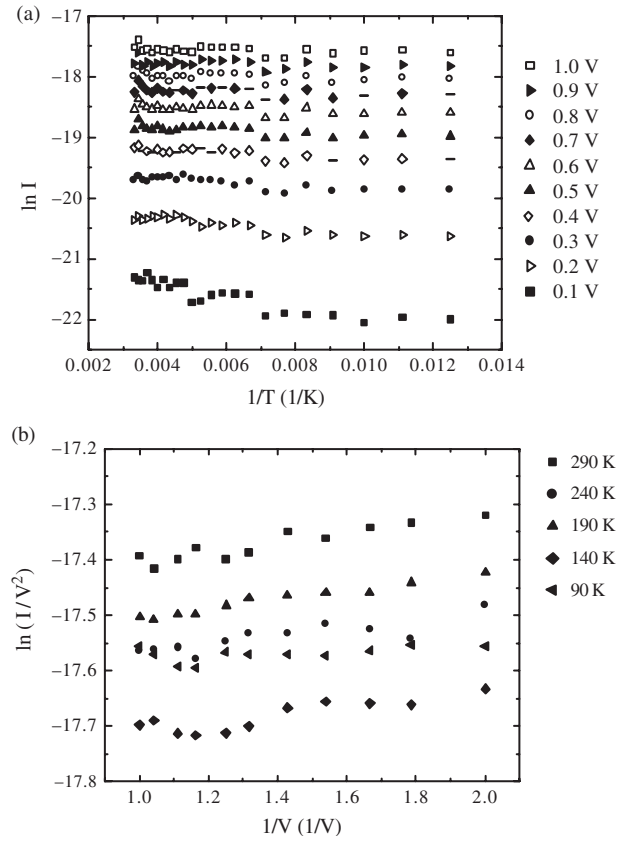 (a)
−17
−18
−19
−20
−21
−22
ln I
0.002 0.004 0.006 0.008 0.010 0.012 0.014
1/T (1/K)
1.0 V
0.9 V
0.8 V
0.7 V
0.6 V
0.5 V
0.4 V
0.3 V
0.2 V
0.1 V
(b)
−17.2
−17.3
−17.4
−17.5
−17.6
−17.7
−17.8
ln ( I / V²)
1.0 1.2 1.4 1.6 1.8 2.0
1/V (1/V)
290 K
240 K
190 K
140 K
90 K